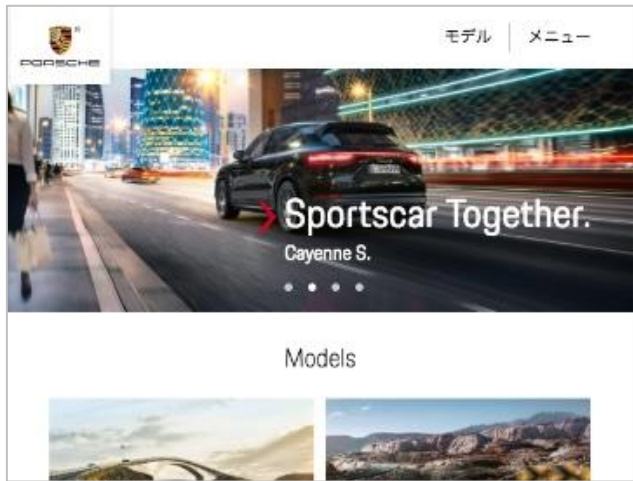 PORSCHE
モデル
メニュー
Sportscar Together.
Cayenne S.
Models